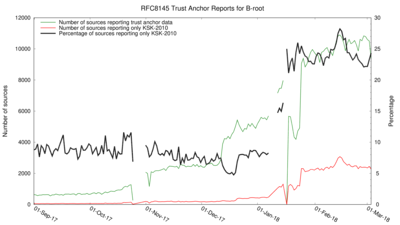 RFC8145 Trust Anchor Reports for B-root
Number of sources reporting trust anchor data
Number of sources reporting only KSK-2010
Percentage of sources reporting only KSK-2010
12000
10000
8000
6000
4000
2000
0
Number of sources
30
25
20
15
10
5
0
Percentage
01-Sep-17
01-Oct-17
01-Nov-17
01-Dec-17
01-Jan-18
01-Feb-18
01-Mar-18